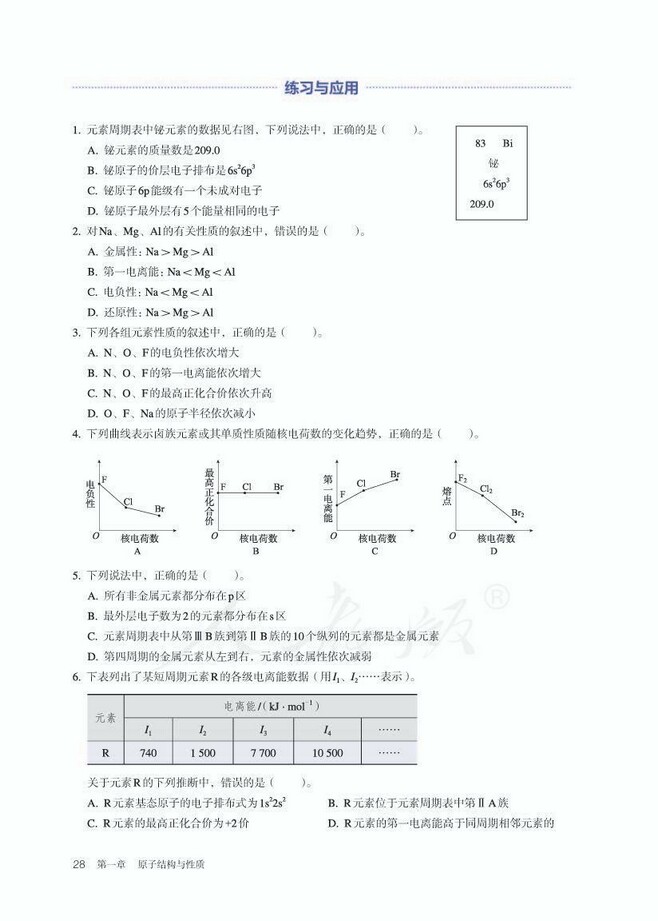 练习与应用
1. 元素周期表中铋元素的数据见右图，下列说法中，正确的是（  ）。
A. 铋元素的质量数是209.0
B. 铋原子的价层电子排布是6s²6p³
C. 铋原子6p能级有一个未成对电子
D. 铋原子最外层有5个能量相同的电子
83 Bi
铋
6s²6p³
209.0
2. 对Na、Mg、Al的有关性质的叙述中，错误的是（  ）。
A. 金属性：Na＞Mg＞Al
B. 第一电离能：Na＜Mg＜Al
C. 电负性：Na＜Mg＜Al
D. 还原性：Na＞Mg＞Al
3. 下列各组元素性质的叙述中，正确的是（  ）。
A. N、O、F的电负性依次增大
B. N、O、F的第一电离能依次增大
C. N、O、F的最高正化合价依次升高
D. O、F、Na的原子半径依次减小
4. 下列曲线表示卤族元素或其单质性质随核电荷数的变化趋势，正确的是（  ）。
电负性
F
Cl
Br
O 核电荷数
A
最高正化合价
F Cl Br
O 核电荷数
B
第一电离能
F
Cl
Br
O 核电荷数
C
熔点
F₂
Cl₂
Br₂
O 核电荷数
D
5. 下列说法中，正确的是（  ）。
A. 所有非金属元素都分布在p区
B. 最外层电子数为2的元素都分布在s区
C. 元素周期表中从第ⅢB族到第ⅡB族的10个纵列的元素都是金属元素
D. 第四周期的金属元素从左到右，元素的金属性依次减弱
6. 下表列出了某短周期元素R的各级电离能数据（用I₁、I₂……表示）。
元素 电离能/( kJ · mol⁻¹ )
I₁ I₂ I₃ I₄ ……
R 740 1 500 7 700 10 500 ……
关于元素R的下列推断中，错误的是（  ）。
A. R元素基态原子的电子排布式为1s²2s² B. R元素位于元素周期表中第ⅡA族
C. R元素的最高正化合价为+2价 D. R元素的第一电离能高于同周期相邻元素的
28 第一章 原子结构与性质